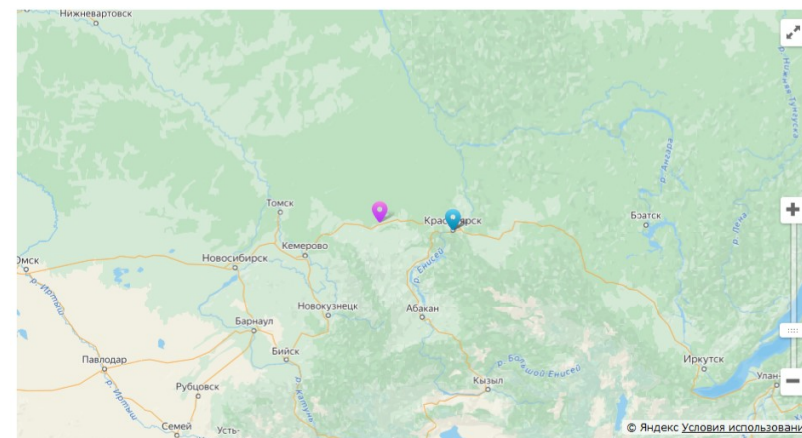 Нижневартовск
р. Нижняя Тунгуска
р. Ангара
Томск
Красноярск
Братск
р. Лена
Кемерово
Новосибирск
Омск
р. Енисей
р. Иртыш
Новокузнецк
Абакан
Барнаул
Бийск
Иркутск
Павлодар
р. Большой Енисей
Улан-
Кызыл
Рубцовск
р. Иртыш
р. Катунь
Семей
Усть-
© Яндекс Условия использовани